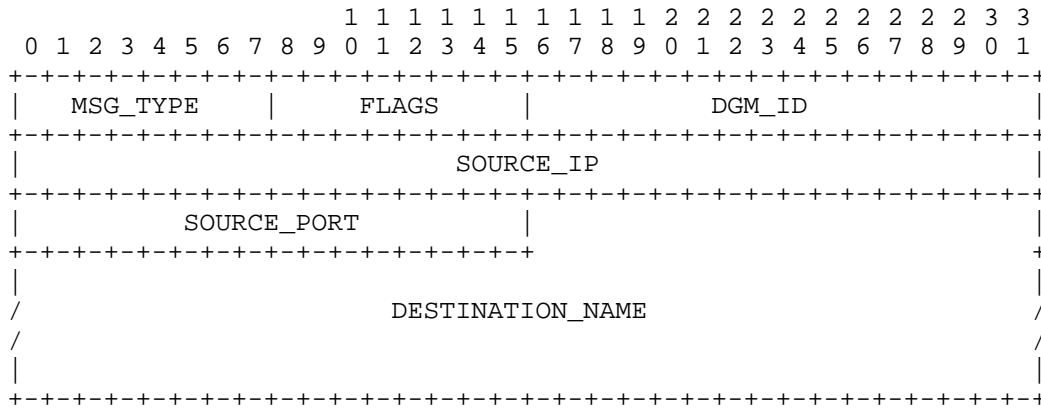 1 1 1 1 1 1 1 1 1 1 2 2 2 2 2 2 2 2 2 2 3 3
0 1 2 3 4 5 6 7 8 9 0 1 2 3 4 5 6 7 8 9 0 1 2 3 4 5 6 7 8 9 0 1
MSG_TYPE | FLAGS | DGM_ID
SOURCE_IP
SOURCE_PORT
DESTINATION_NAME